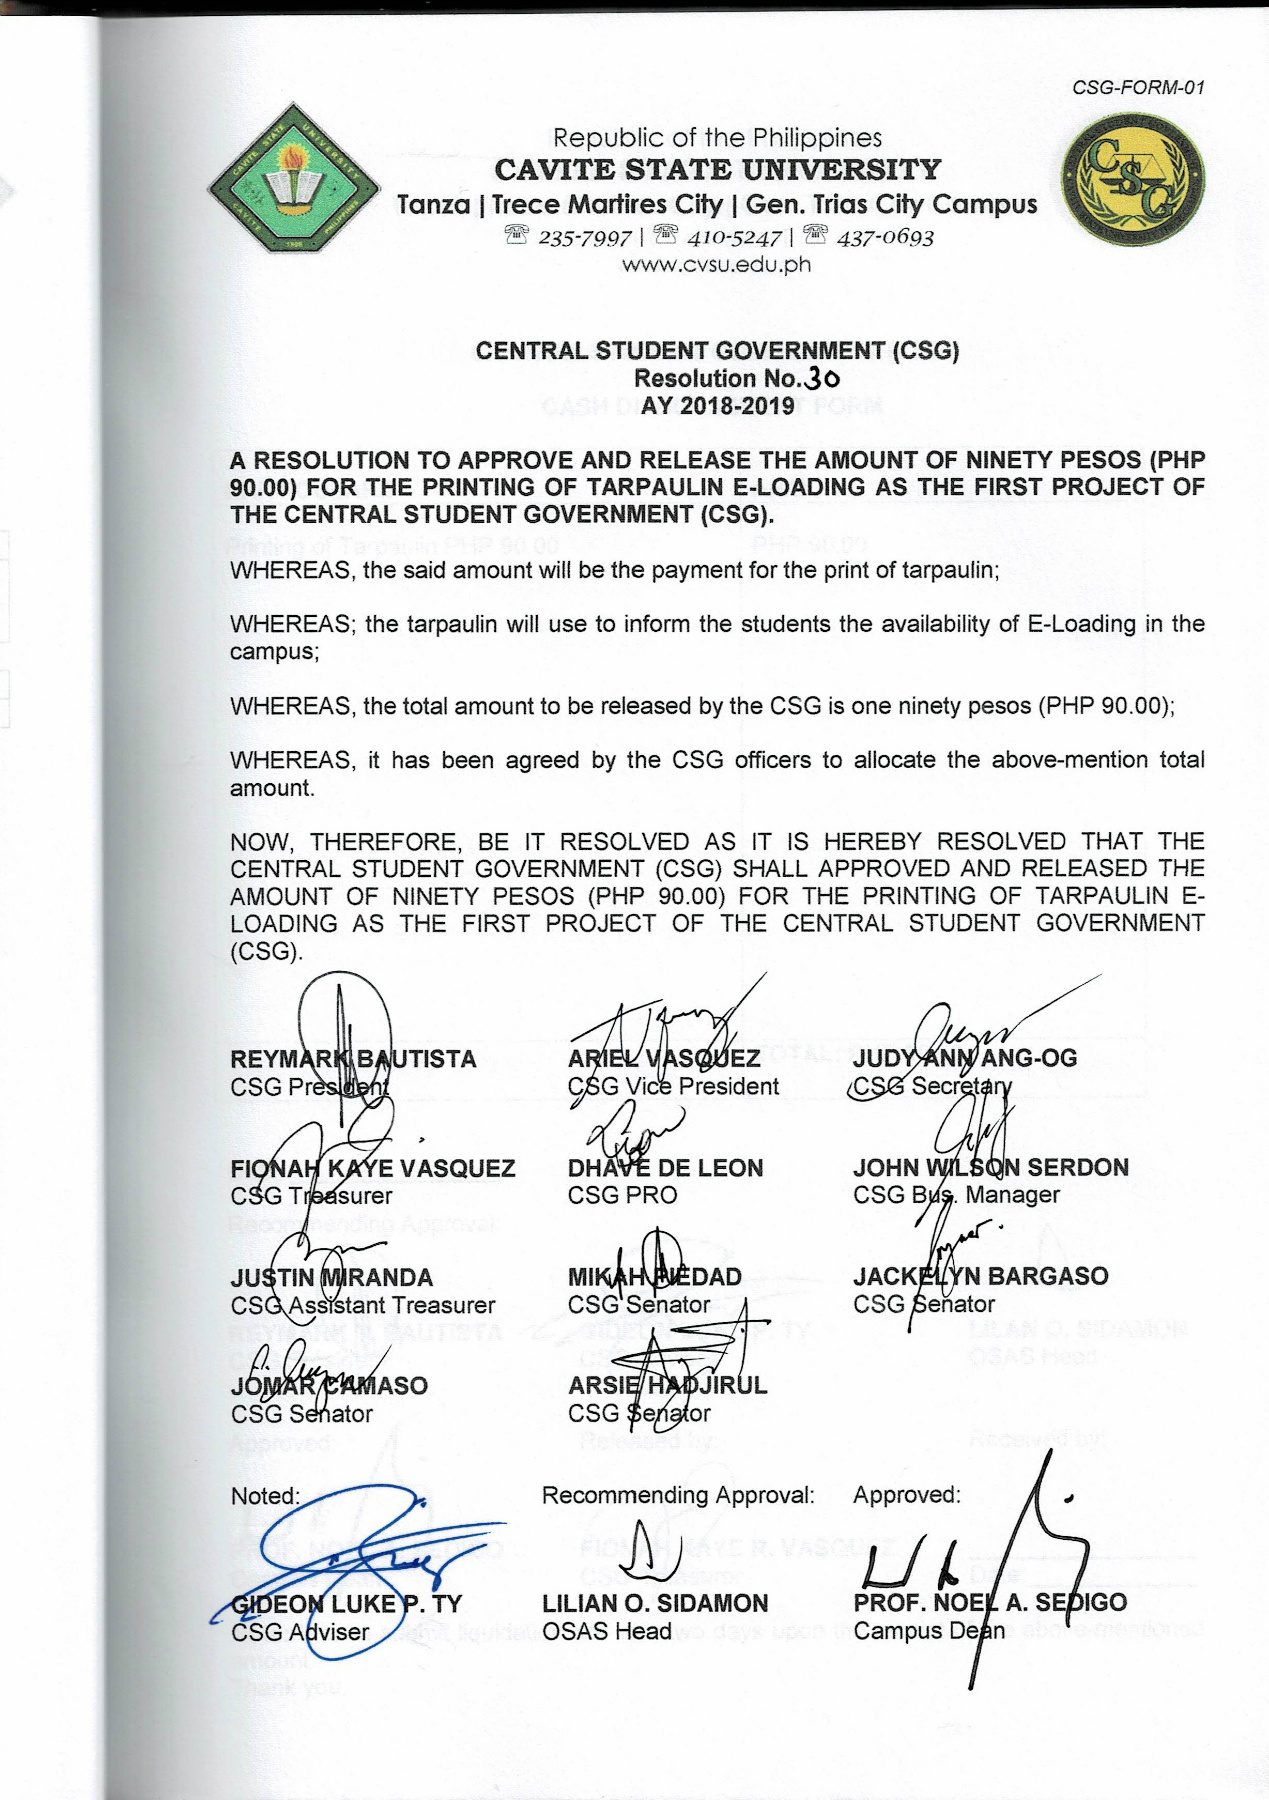 CSG-FORM-01
Republic of the Philippines
CAVITE STATE UNIVERSITY
Tanza | Trece Martires City | Gen. Trias City Campus
☏ 235-7997 | ☏ 410-5247 | ☏ 437-0693
www.cvsu.edu.ph
CAVITE STATE UNIVERSITY
CAVITE PHILIPPINES
1906
CSG
CENTRAL STUDENT GOVERNMENT (CSG)
Resolution No. 30
AY 2018-2019
A RESOLUTION TO APPROVE AND RELEASE THE AMOUNT OF NINETY PESOS (PHP
90.00) FOR THE PRINTING OF TARPAULIN E-LOADING AS THE FIRST PROJECT OF
THE CENTRAL STUDENT GOVERNMENT (CSG).
WHEREAS, the said amount will be the payment for the print of tarpaulin;
WHEREAS; the tarpaulin will use to inform the students the availability of E-Loading in the
campus;
WHEREAS, the total amount to be released by the CSG is one ninety pesos (PHP 90.00);
WHEREAS, it has been agreed by the CSG officers to allocate the above-mention total
amount.
NOW, THEREFORE, BE IT RESOLVED AS IT IS HEREBY RESOLVED THAT THE
CENTRAL STUDENT GOVERNMENT (CSG) SHALL APPROVED AND RELEASED THE
AMOUNT OF NINETY PESOS (PHP 90.00) FOR THE PRINTING OF TARPAULIN E-
LOADING AS THE FIRST PROJECT OF THE CENTRAL STUDENT GOVERNMENT
(CSG).
REYMARK BAUTISTA ARIEL VASQUEZ JUDY ANN ANG-OG
CSG President CSG Vice President CSG Secretary
FIONAH KAYE VASQUEZ DHAVE DE LEON JOHN WILSON SERDON
CSG Treasurer CSG PRO CSG Bus. Manager
JUSTIN MIRANDA MIKAH PIEDAD JACKELYN BARGASO
CSG Assistant Treasurer CSG Senator CSG Senator
JOMAR CAMASO ARSIE HADJIRUL
CSG Senator CSG Senator
Noted: Recommending Approval: Approved:
GIDEON LUKE P. TY LILIAN O. SIDAMON PROF. NOEL A. SEDIGO
CSG Adviser OSAS Head Campus Dean